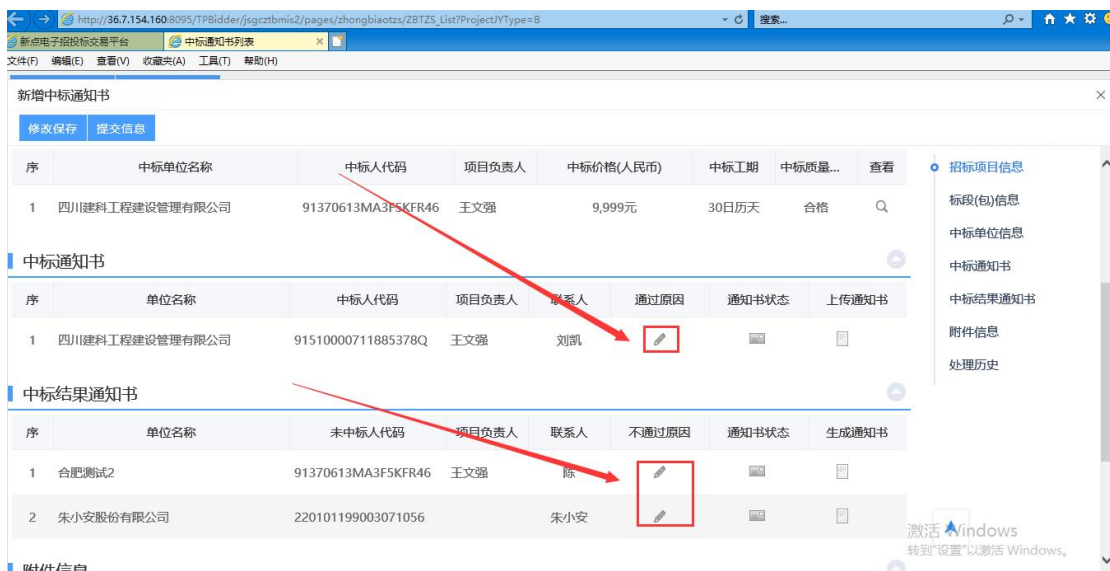 http://36.7.154.160:8095/TPBidder/jsgcztbmis2/pages/zhongbiaotzs/ZBTZS_List?ProjectJYType=B 搜索...
新点电子招投标交易平台 中标通知书列表
文件(F) 编辑(E) 查看(V) 收藏夹(A) 工具(T) 帮助(H)
新增中标通知书
修改保存 提交信息
序 中标单位名称 中标人代码 项目负责人 中标价格(人民币) 中标工期 中标质量... 查看
1 四川建科工程建设管理有限公司 91370613MA3F5KFR46 王文强 9,999元 30日历天 合格
中标通知书
序 单位名称 中标人代码 项目负责人 联系人 通过原因 通知书状态 上传通知书
1 四川建科工程建设管理有限公司 91510000711885378Q 王文强 刘凯
中标结果通知书
序 单位名称 未中标人代码 项目负责人 联系人 不通过原因 通知书状态 生成通知书
1 合肥测试2 91370613MA3F5KFR46 王文强 陈
2 朱小安股份有限公司 220101199003071056 朱小安
附件信息
招标项目信息
标段(包)信息
中标单位信息
中标通知书
中标结果通知书
附件信息
处理历史
激活 Windows
转到"设置"以激活 Windows。